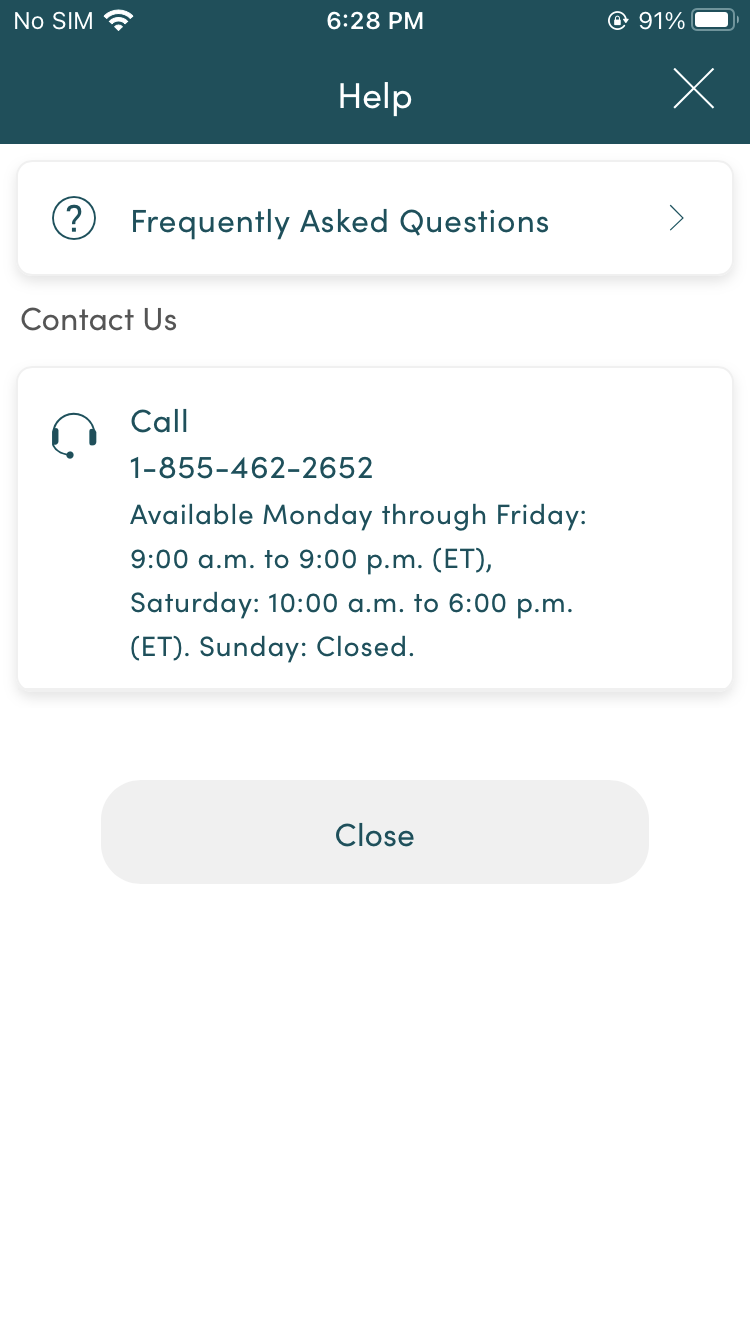 No SIM 6:28 PM 91%
Help
? Frequently Asked Questions
Contact Us
Call
1-855-462-2652
Available Monday through Friday:
9:00 a.m. to 9:00 p.m. (ET),
Saturday: 10:00 a.m. to 6:00 p.m.
(ET). Sunday: Closed.
Close